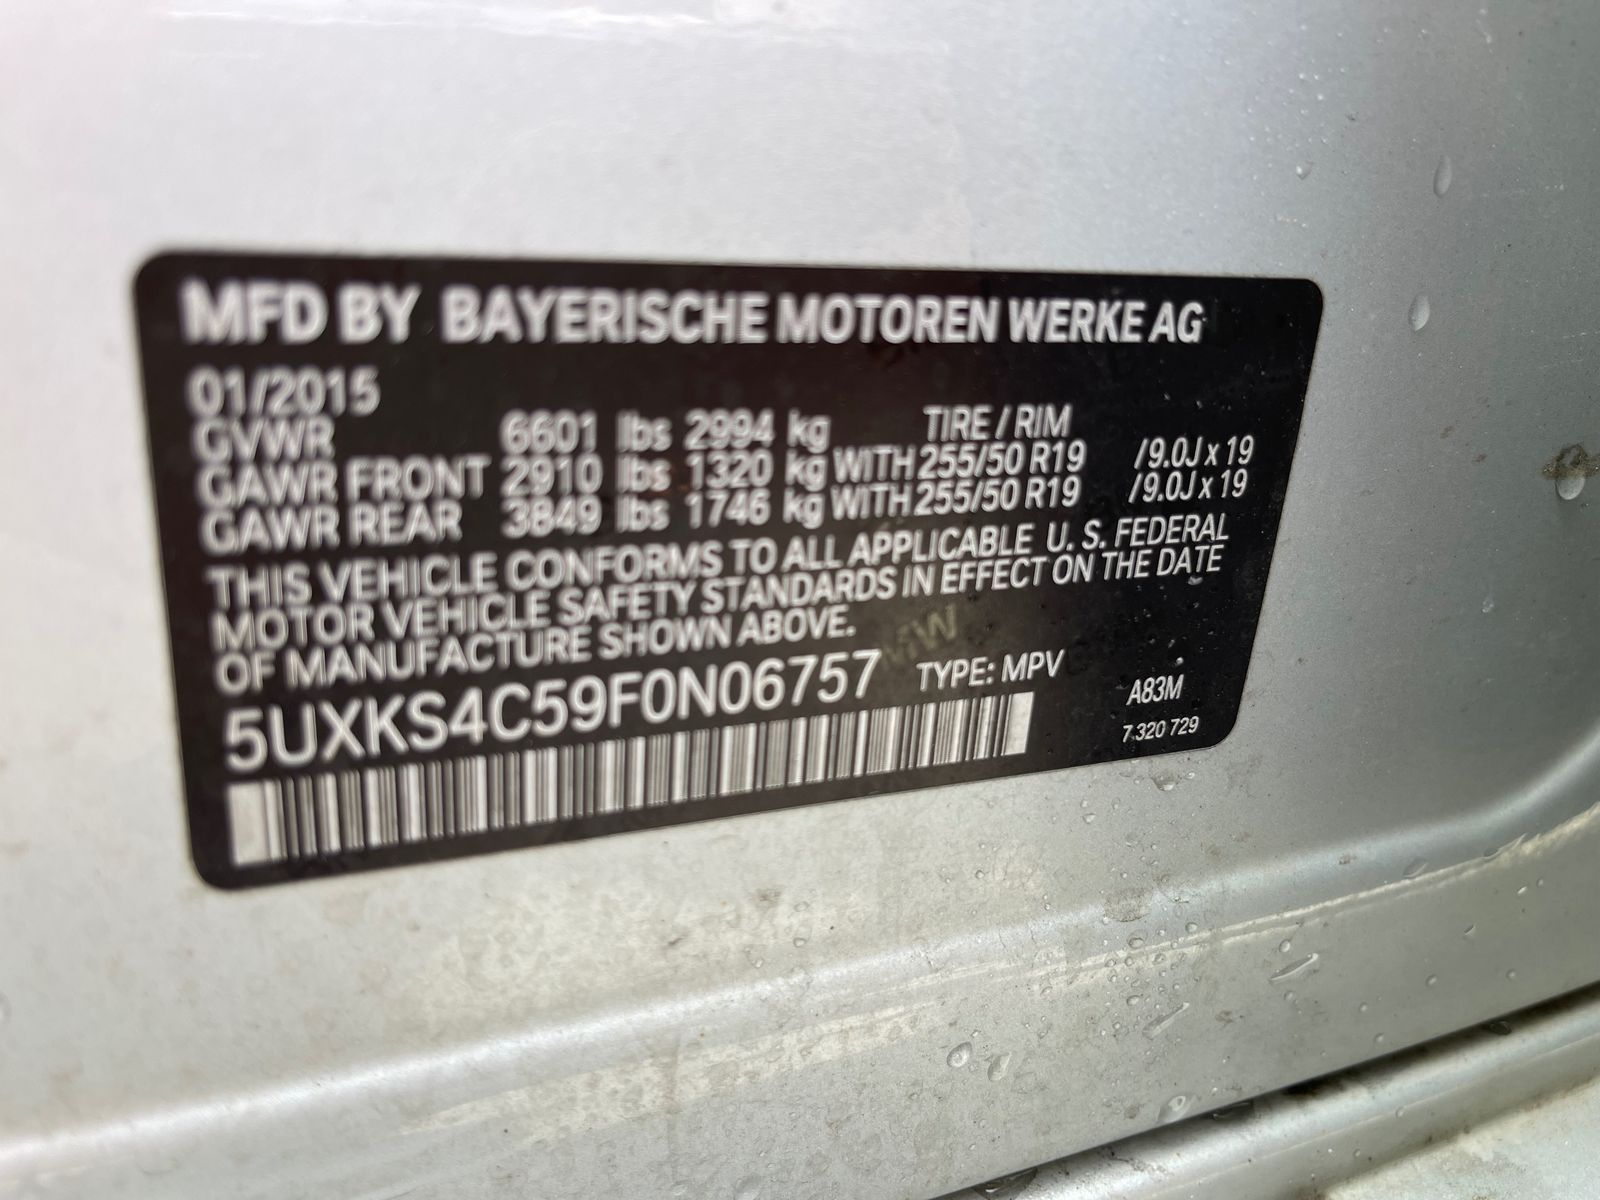 MFD BY BAYERISCHE MOTOREN WERKE AG
01/2015
GVWR 6601 lbs 2994 kg TIRE / RIM
GAWR FRONT 2910 lbs 1320 kg WITH 255/50 R19 /9.0J x 19
GAWR REAR 3849 lbs 1746 kg WITH 255/50 R19 /9.0J x 19
THIS VEHICLE CONFORMS TO ALL APPLICABLE U. S. FEDERAL
MOTOR VEHICLE SAFETY STANDARDS IN EFFECT ON THE DATE
OF MANUFACTURE SHOWN ABOVE.
5UXKS4C59F0N06757 TYPE: MPV A83M
7 320 729